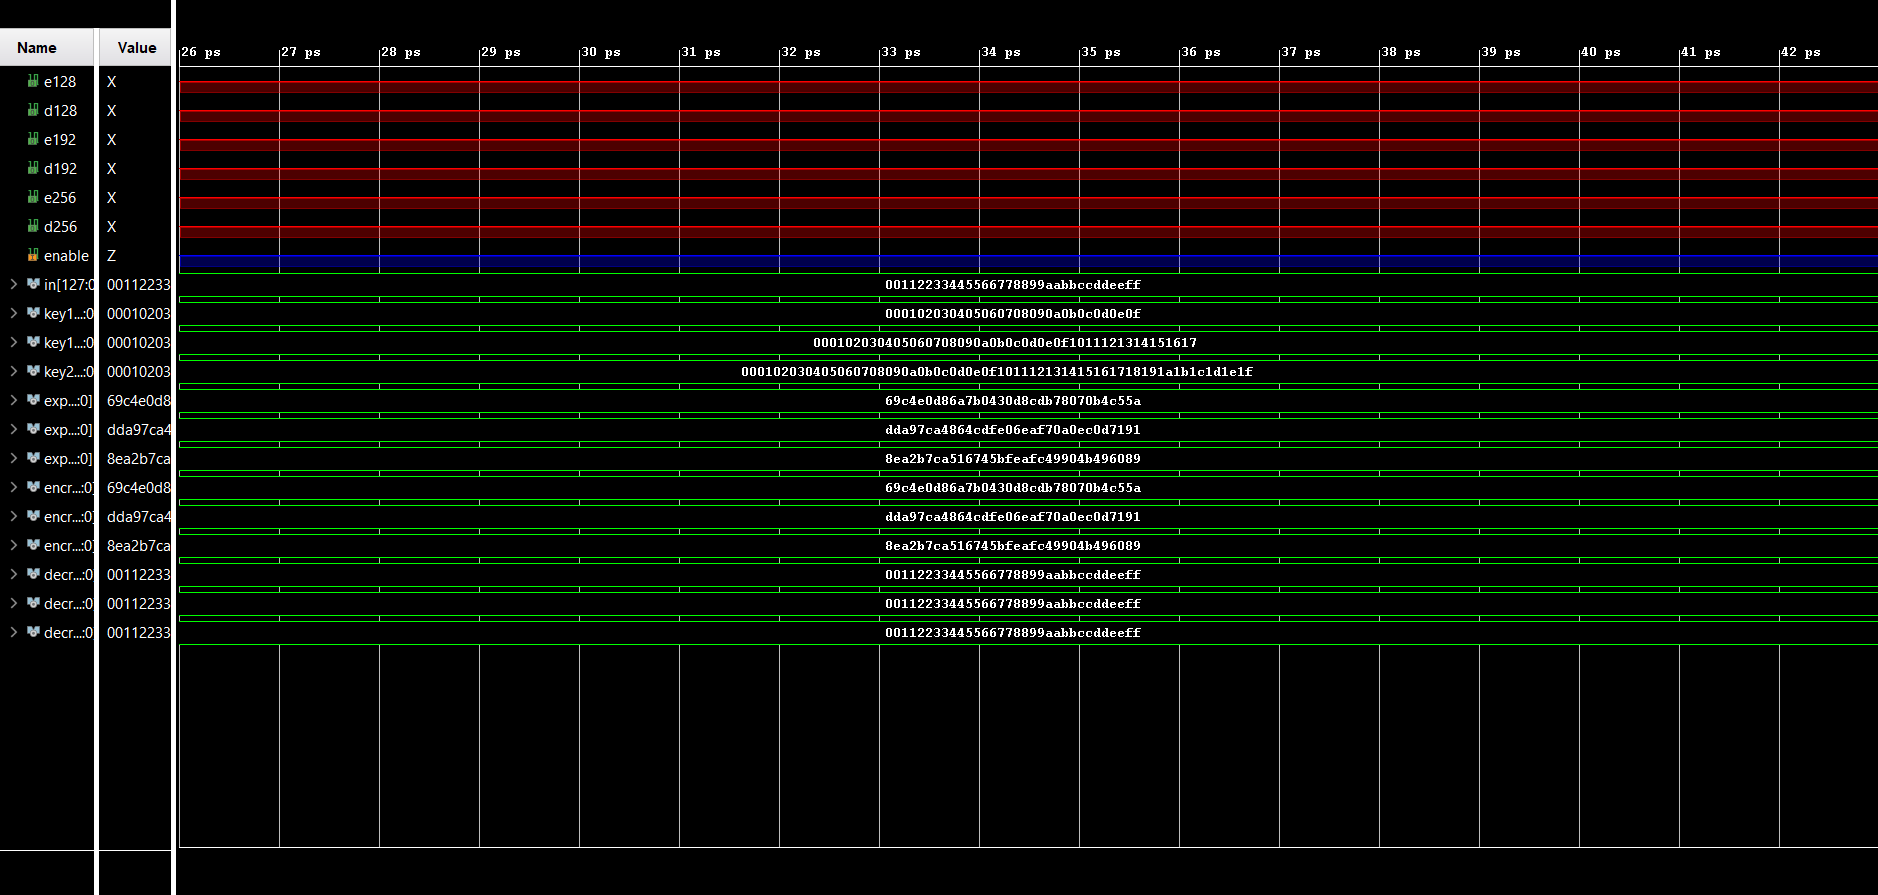 Name Value 26 ps 27 ps 28 ps 29 ps 30 ps 31 ps 32 ps 33 ps 34 ps 35 ps 36 ps 37 ps 38 ps 39 ps 40 ps 41 ps 42 ps
e128 X
d128 X
e192 X
d192 X
e256 X
d256 X
enable Z
in[127:0 00112233 00112233445566778899aabbccddeeff
key1...:0 00010203 000102030405060708090a0b0c0d0e0f
key1...:0 00010203 000102030405060708090a0b0c0d0e0f1011121314151617
key2...:0 00010203 000102030405060708090a0b0c0d0e0f101112131415161718191a1b1c1d1e1f
exp...:0] 69c4e0d8 69c4e0d86a7b0430d8cdb78070b4c55a
exp...:0] dda97ca4 dda97ca4864cdfe06eaf70a0ec0d7191
exp...:0] 8ea2b7ca 8ea2b7ca516745bfeafc49904b496089
encr...:0] 69c4e0d8 69c4e0d86a7b0430d8cdb78070b4c55a
encr...:0] dda97ca4 dda97ca4864cdfe06eaf70a0ec0d7191
encr...:0] 8ea2b7ca 8ea2b7ca516745bfeafc49904b496089
decr...:0 00112233 00112233445566778899aabbccddeeff
decr...:0 00112233 00112233445566778899aabbccddeeff
decr...:0 00112233 00112233445566778899aabbccddeeff